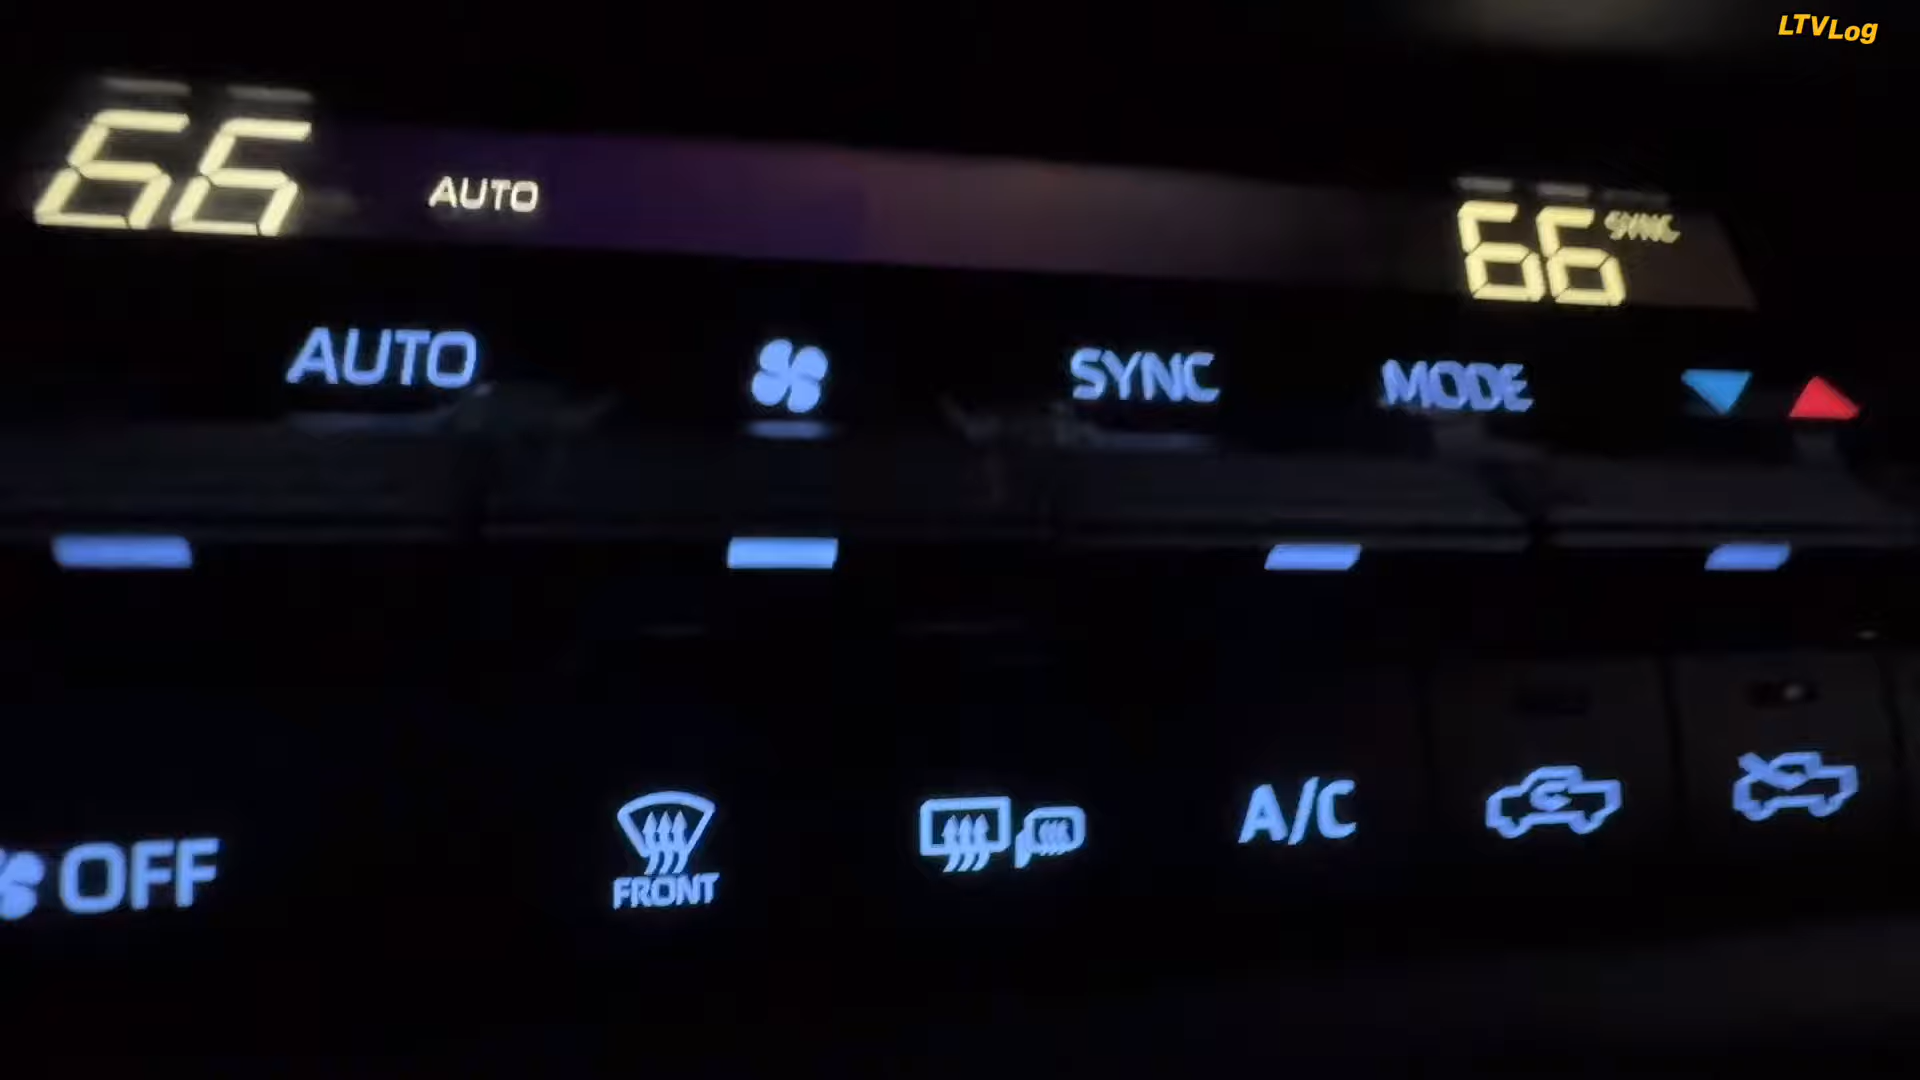 LTVLog
66 AUTO 66 SYNC
AUTO SYNC MODE
OFF FRONT A/C